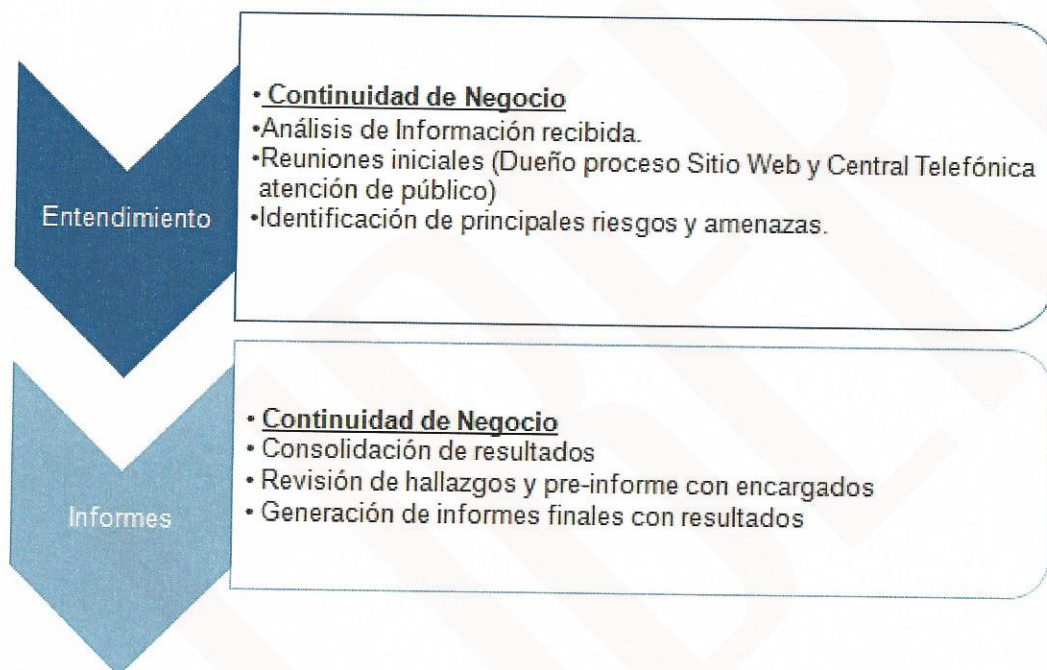 Entendimiento
• Continuidad de Negocio
•Análisis de Información recibida.
•Reuniones iniciales (Dueño proceso Sitio Web y Central Telefónica
atención de público)
•Identificación de principales riesgos y amenazas.
Informes
• Continuidad de Negocio
• Consolidación de resultados
• Revisión de hallazgos y pre-informe con encargados
• Generación de informes finales con resultados